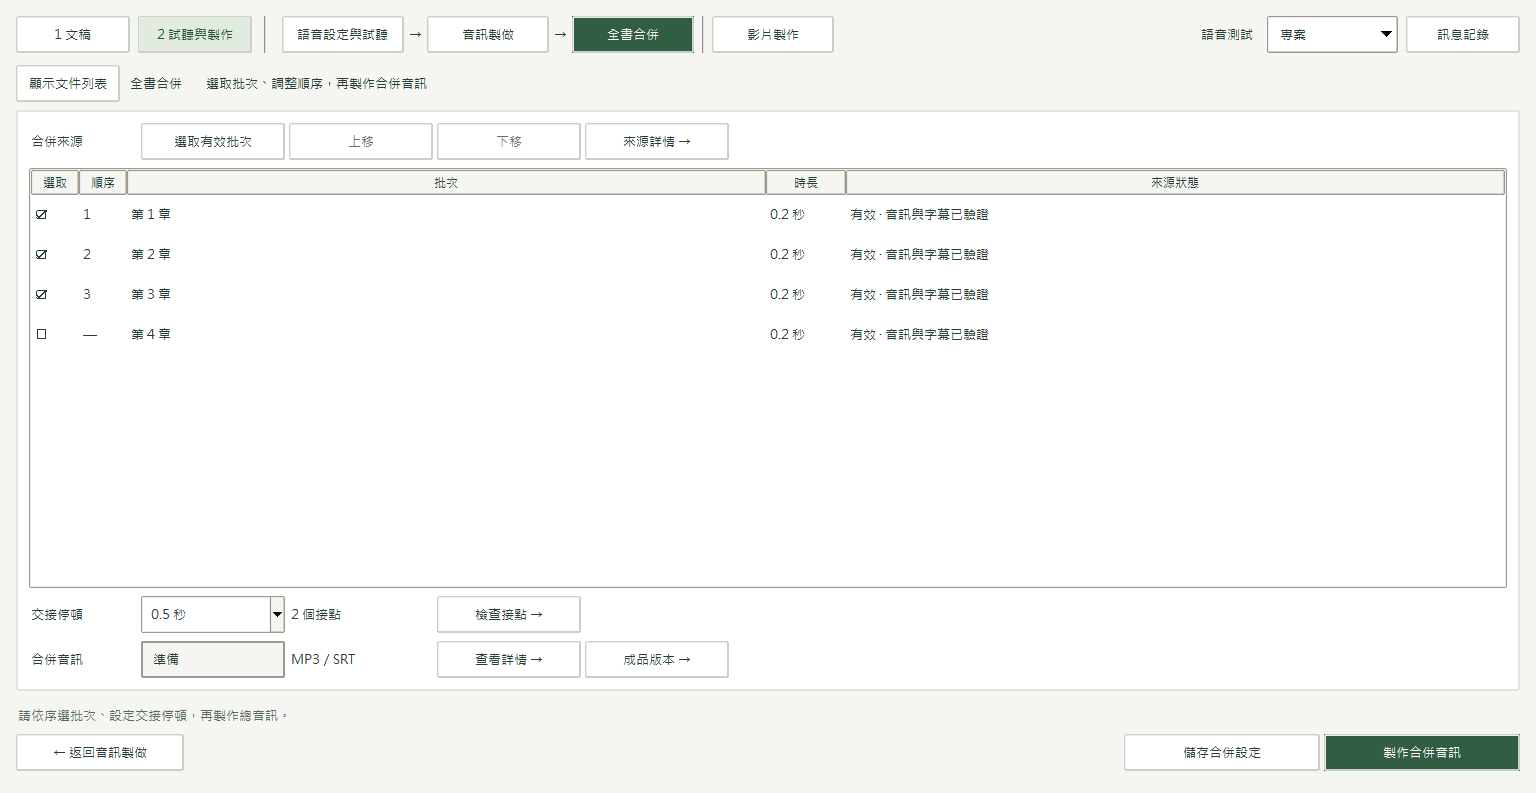 1 文稿 2 試聽與製作 語音設定與試聽 → 音訊製做 → 全書合併 影片製作 語音測試 專案 訊息記錄
顯示文件列表 全書合併 選取批次、調整順序，再製作合併音訊
合併來源 選取有效批次 上移 下移 來源詳情 →
選取 順序 批次 時長 來源狀態
1 第 1 章 0.2 秒 有效 · 音訊與字幕已驗證
2 第 2 章 0.2 秒 有效 · 音訊與字幕已驗證
3 第 3 章 0.2 秒 有效 · 音訊與字幕已驗證
— 第 4 章 0.2 秒 有效 · 音訊與字幕已驗證
交接停頓 0.5 秒 2 個接點 檢查接點 →
合併音訊 準備 MP3 / SRT 查看詳情 → 成品版本 →
請依序選批次、設定交接停頓，再製作總音訊。
← 返回音訊製做 儲存合併設定 製作合併音訊